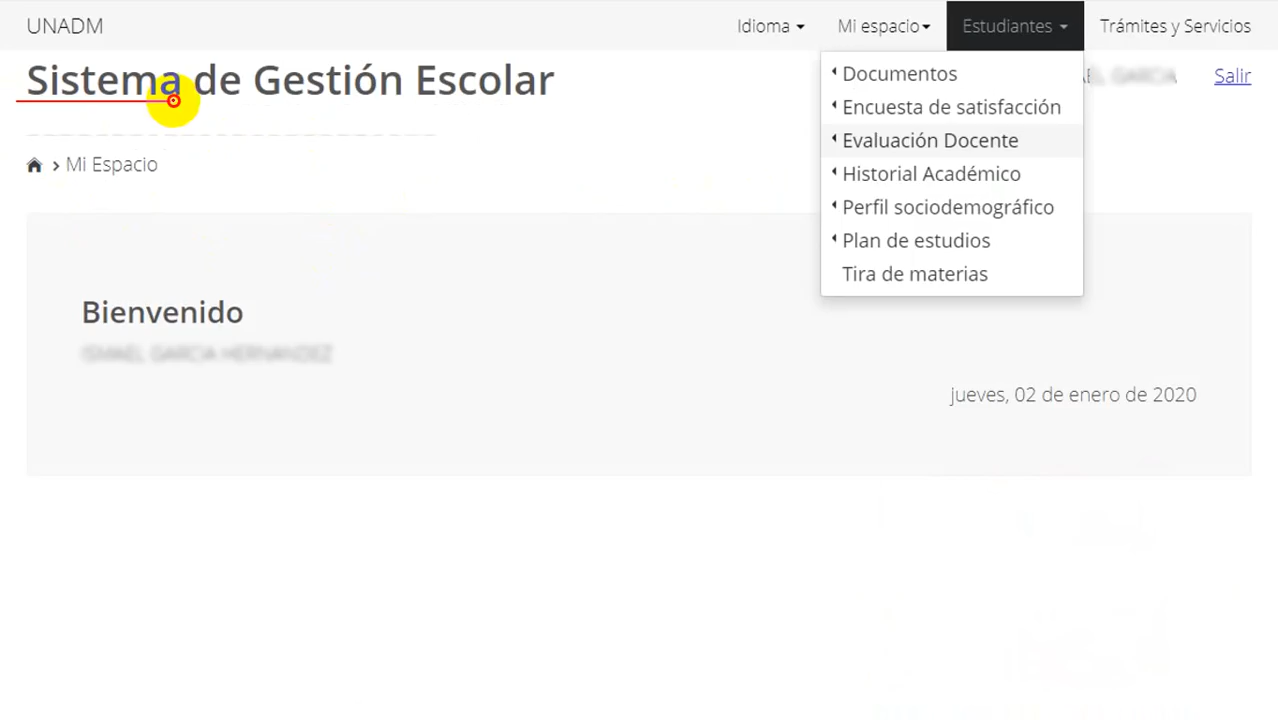 UNADM
Idioma
Mi espacio
Estudiantes
Trámites y Servicios
Sistema de Gestión Escolar
Salir
Documentos
Encuesta de satisfacción
Evaluación Docente
Historial Académico
Perfil sociodemográfico
Plan de estudios
Tira de materias
Mi Espacio
Bienvenido
jueves, 02 de enero de 2020